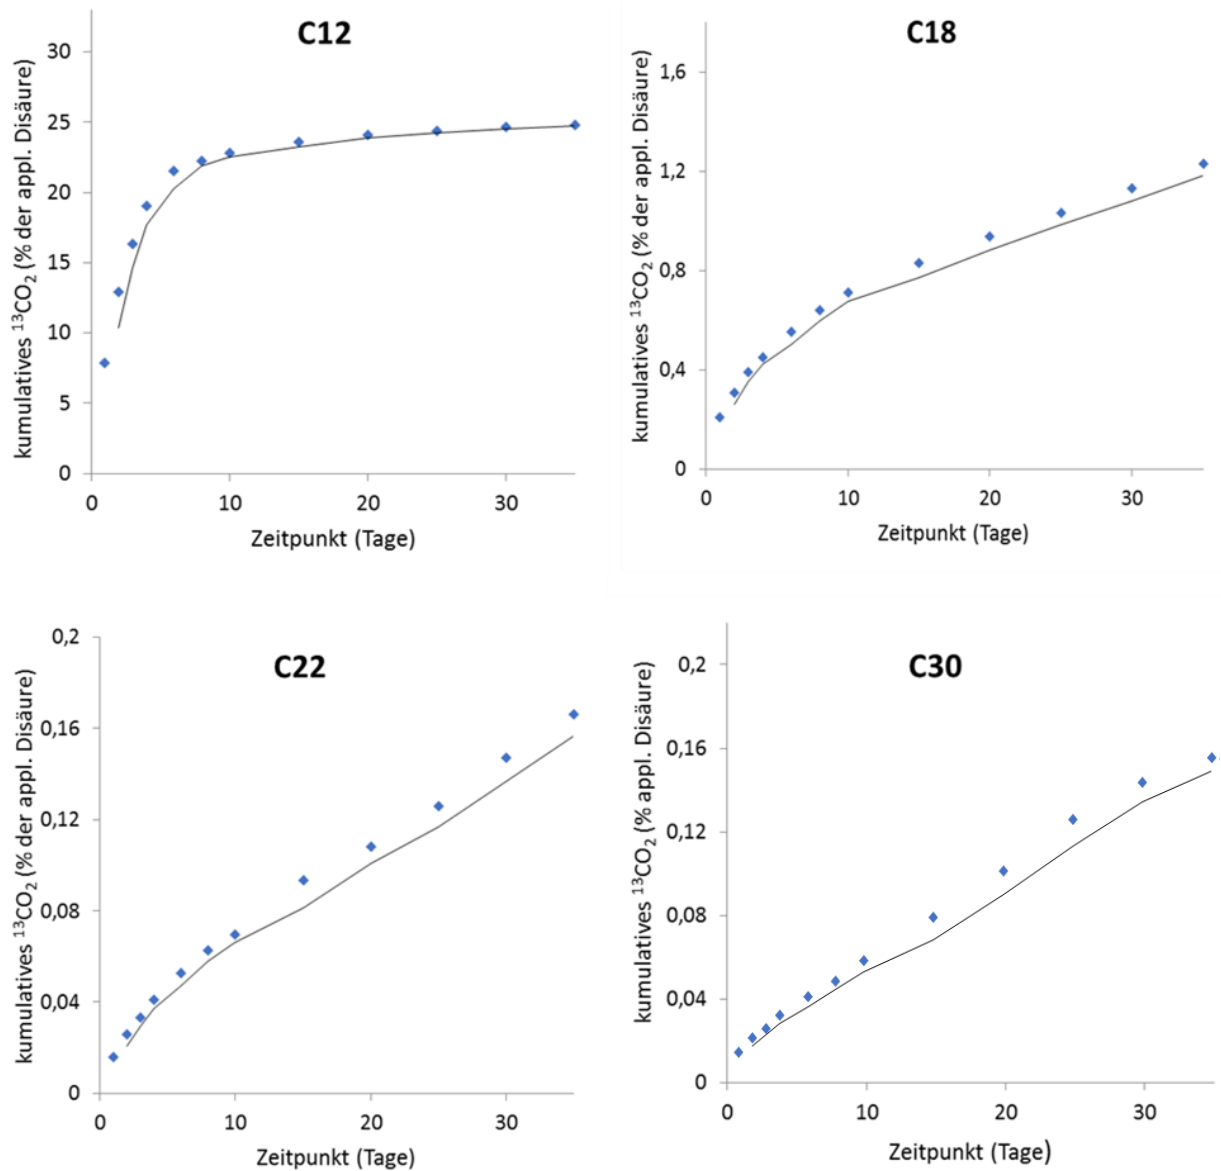 C12
kumulatives ¹³CO₂ (% der appl. Disäure)
30
25
20
15
10
5
0
0 10 20 30
Zeitpunkt (Tage)
C18
kumulatives ¹³CO₂ (% der appl. Disäure)
1,6
1,2
0,8
0,4
0
0 10 20 30
Zeitpunkt (Tage)
C22
kumulatives ¹³CO₂ (% der appl. Disäure)
0,2
0,16
0,12
0,08
0,04
0
0 10 20 30
Zeitpunkt (Tage)
C30
kumulatives ¹³CO₂ (% appl. Disäure)
0,2
0,16
0,12
0,08
0,04
0
0 10 20 30
Zeitpunkt (Tage)